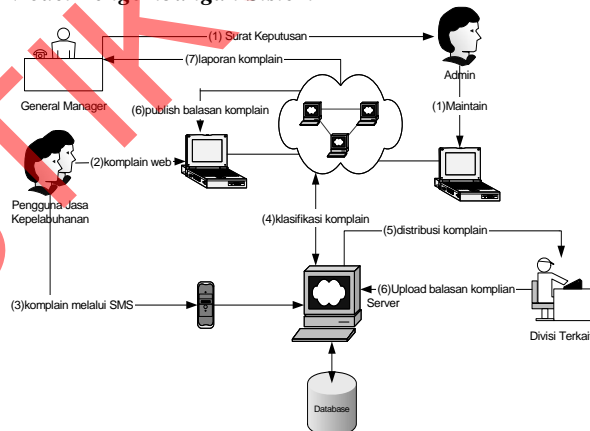 (1) Surat Keputusan
(7)laporan komplain
Admin
General Manager
(6)publish balasan komplain
(1)Maintain
(2)komplain web
Pengguna Jasa
Kepelabuhanan
(4)klasifikasi komplain
(5)distribusi komplain
(3)komplain melalui SMS
(6)Upload balasan komplian
Server
Divisi Terkait
Database